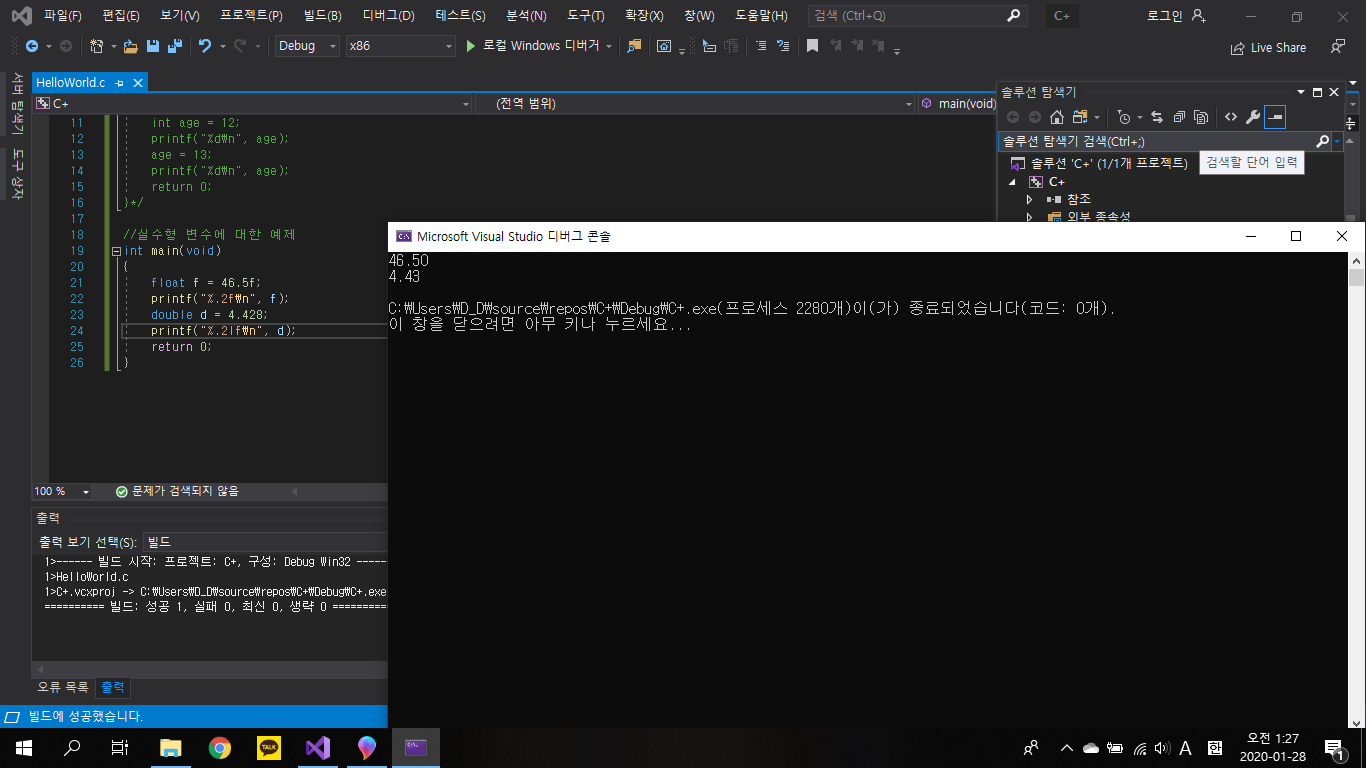 파일(F) 편집(E) 보기(V) 프로젝트(P) 빌드(B) 디버그(D) 테스트(S) 분석(N) 도구(T) 확장(X) 창(W) 도움말(H) 검색 (Ctrl+Q) C+ 로그인
Debug x86 로컬 Windows 디버거 Live Share
서버 탐색기
도구 상자
HelloWorld.c
C+ (전역 범위) main(void)
11 int age = 12;
12 printf("%d₩n", age);
13 age = 13;
14 printf("%d₩n", age);
15 return 0;
16 }*/
17
18 //실수형 변수에 대한 예제
19 int main(void)
20 {
21 float f = 46.5f;
22 printf("%.2f₩n", f);
23 double d = 4.428;
24 printf("%.2lf₩n", d);
25 return 0;
26 }
100 % 문제가 검색되지 않음
솔루션 탐색기
솔루션 탐색기 검색(Ctrl+;)
솔루션 'C+' (1/1개 프로젝트)
검색할 단어 입력
C+
참조
외부 종속성
Microsoft Visual Studio 디버그 콘솔
46.50
4.43
C:₩Users₩D_D₩source₩repos₩C+₩Debug₩C+.exe(프로세스 2280개)이(가) 종료되었습니다(코드: 0개).
이 창을 닫으려면 아무 키나 누르세요...
출력
출력 보기 선택(S): 빌드
1>------ 빌드 시작: 프로젝트: C+, 구성: Debug Win32 -----
1>HelloWorld.c
1>C+.vcxproj -> C:₩Users₩D_D₩source₩repos₩C+₩Debug₩C+.exe
========== 빌드: 성공 1, 실패 0, 최신 0, 생략 0 ==========
오류 목록 출력
빌드에 성공했습니다.
TALK
A 한 오전 1:27
2020-01-28
1